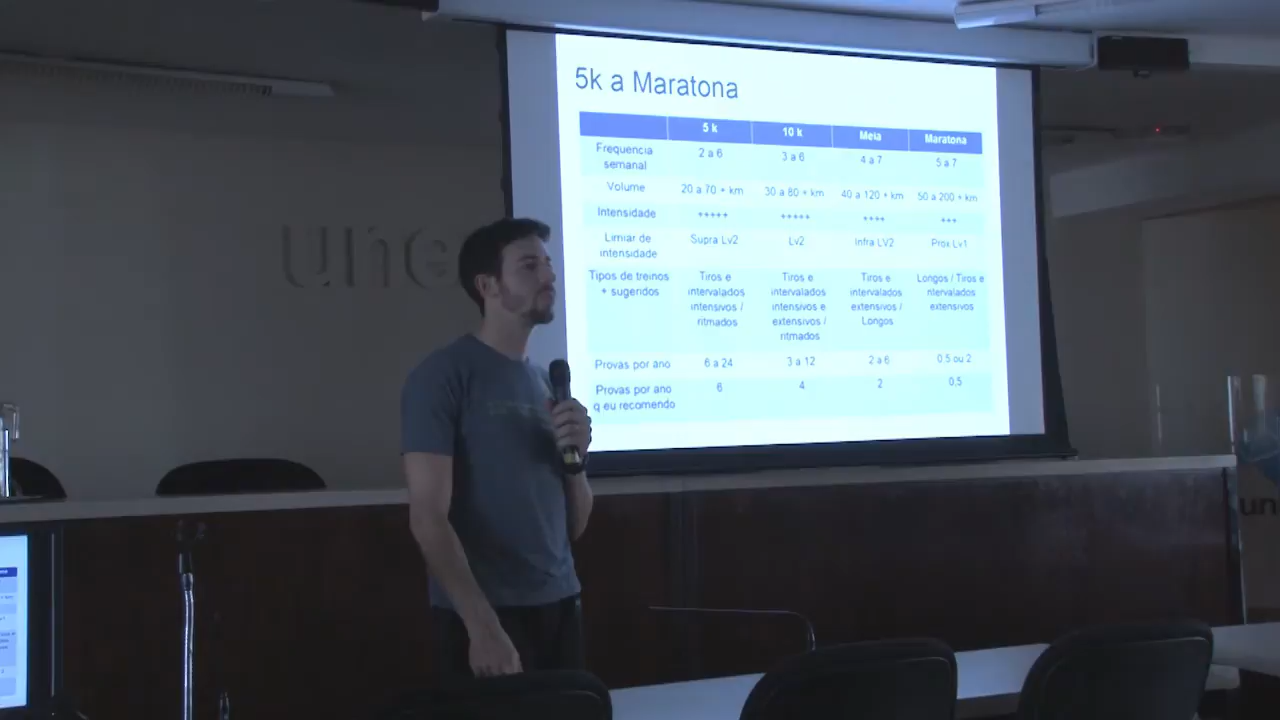 5k a Maratona
5 k 10 k Meia Maratona
Frequencia semanal 2 a 6 3 a 6 4 a 7 5 a 7
Volume 20 a 70 + km 30 a 80 + km 40 a 120 + km 50 a 200 + km
Intensidade +++++ +++++ ++++ +++
Limiar de intensidade Supra Lv2 Lv2 Infra LV2 Prox Lv1
Tipos de treinos + sugeridos Tiros e intervalados intensivos / ritmados Tiros e intervalados intensivos e extensivos / ritmados Tiros e intervalados extensivos / Longos Longos / Tiros e ntervalados extensivos
Provas por ano 6 a 24 3 a 12 2 a 6 0.5 ou 2
Provas por ano q eu recomendo 6 4 2 0,5
une
un